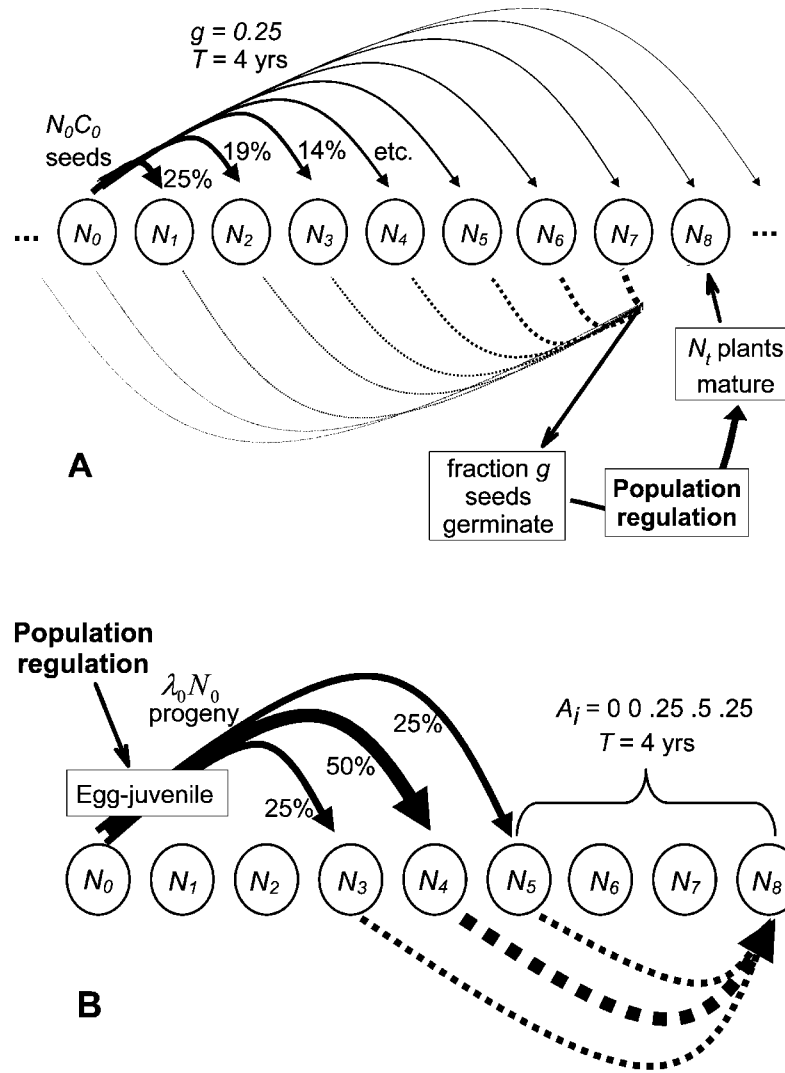 g = 0.25
T = 4 yrs
N₀C₀
seeds
25%
19%
14%
etc.
...
N₀
N₁
N₂
N₃
N₄
N₅
N₆
N₇
N₈
...
Nₜ plants
mature
A
fraction g
seeds
germinate
Population
regulation
Population
regulation
λ₀N₀
progeny
Egg-juvenile
25%
50%
25%
Aᵢ = 0 0 .25 .5 .25
T = 4 yrs
N₀
N₁
N₂
N₃
N₄
N₅
N₆
N₇
N₈
B